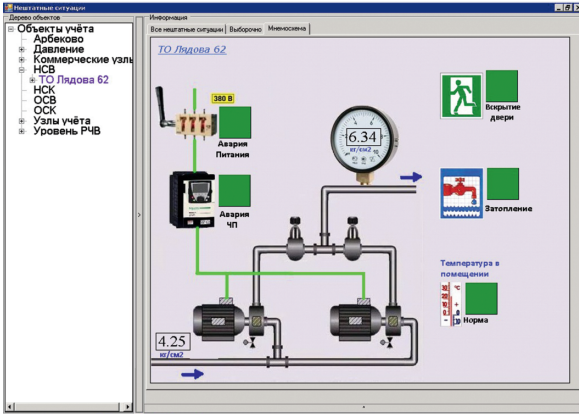 Нештатные ситуации
Дерево объектов
Объекты учёта
Арбеково
Давление
Коммерческие узлы
НСВ
ТО Лядова 62
НСК
ОСВ
ОСК
Узлы учёта
Уровень РЧВ
Информация
Все нештатные ситуации
Выборочно
Мнемосхема
ТО Лядова 62
380 В
Авария
Питания
Авария
ЧП
6.34
кг/см2
Вскрытие
двери
Затопление
Температура в
помещении
°C
Норма
4.25
кг/см2